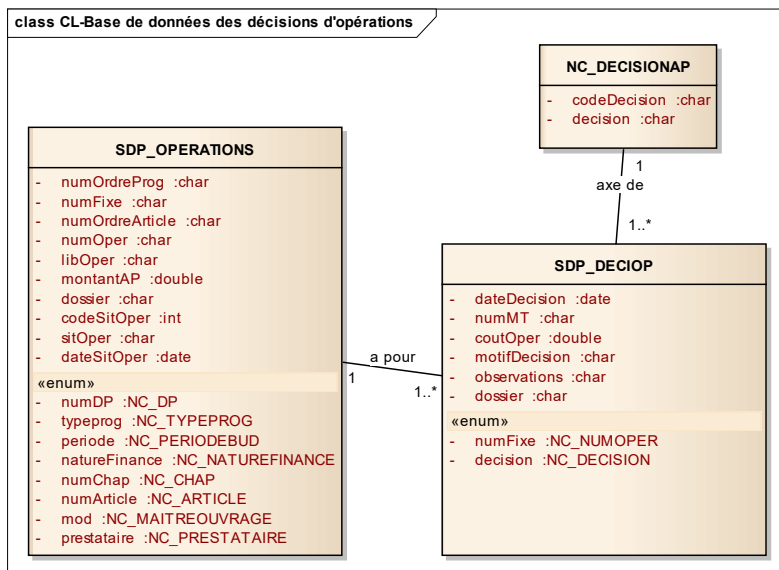 class CL-Base de données des décisions d'opérations
NC_DECISIONAP
- codeDecision :char
- decision :char
1
axe de
1..*
SDP_OPERATIONS
- numOrdreProg :char
- numFixe :char
- numOrdreArticle :char
- numOper :char
- libOper :char
- montantAP :double
- dossier :char
- codeSitOper :int
- sitOper :char
- dateSitOper :date
«enum»
- numDP :NC_DP
- typeprog :NC_TYPEPROG
- periode :NC_PERIODEBUD
- natureFinance :NC_NATUREFINANCE
- numChap :NC_CHAP
- numArticle :NC_ARTICLE
- mod :NC_MAITREOUVRAGE
- prestataire :NC_PRESTATAIRE
a pour
1
1..*
SDP_DECIOP
- dateDecision :date
- numMT :char
- coutOper :double
- motifDecision :char
- observations :char
- dossier :char
«enum»
- numFixe :NC_NUMOPER
- decision :NC_DECISION